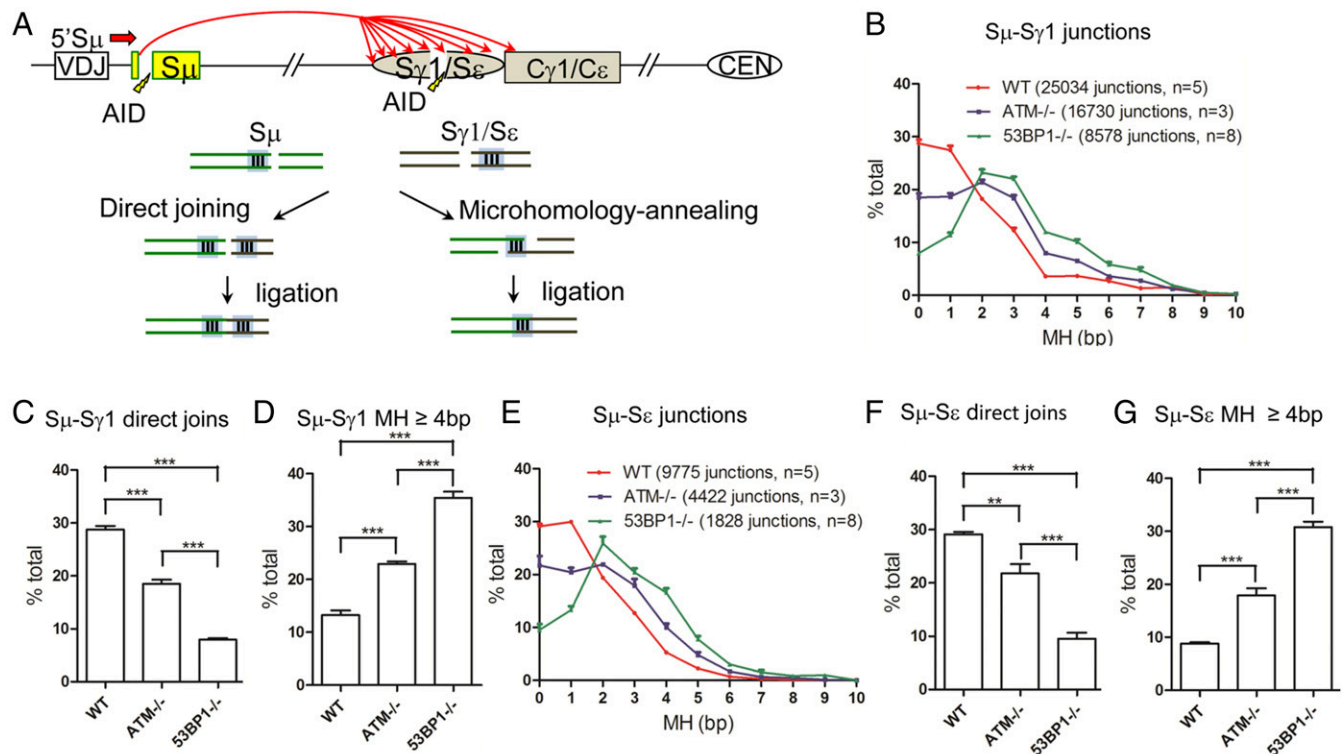 A
5'Sμ
VDJ
Sμ
Sγ1/Sε
Cγ1/Cε
CEN
AID
AID
Sμ
Sγ1/Sε
Direct joining
Microhomology-annealing
ligation
ligation
B
Sμ-Sγ1 junctions
WT (25034 junctions, n=5)
ATM-/- (16730 junctions, n=3)
53BP1-/- (8578 junctions, n=8)
% total
40
30
20
10
0
0 1 2 3 4 5 6 7 8 9 10
MH (bp)
C
Sμ-Sγ1 direct joins
***
***
***
% total
40
30
20
10
0
WT
ATM-/-
53BP1-/-
D
Sμ-Sγ1 MH ≥ 4bp
***
***
***
40
30
20
10
0
WT
ATM-/-
53BP1-/-
E
Sμ-Sε junctions
WT (9775 junctions, n=5)
ATM-/- (4422 junctions, n=3)
53BP1-/- (1828 junctions, n=8)
% total
40
30
20
10
0
0 1 2 3 4 5 6 7 8 9 10
MH (bp)
F
Sμ-Sε direct joins
***
**
***
% total
40
30
20
10
0
WT
ATM-/-
53BP1-/-
G
Sμ-Sε MH ≥ 4bp
***
***
***
% total
40
30
20
10
0
WT
ATM-/-
53BP1-/-